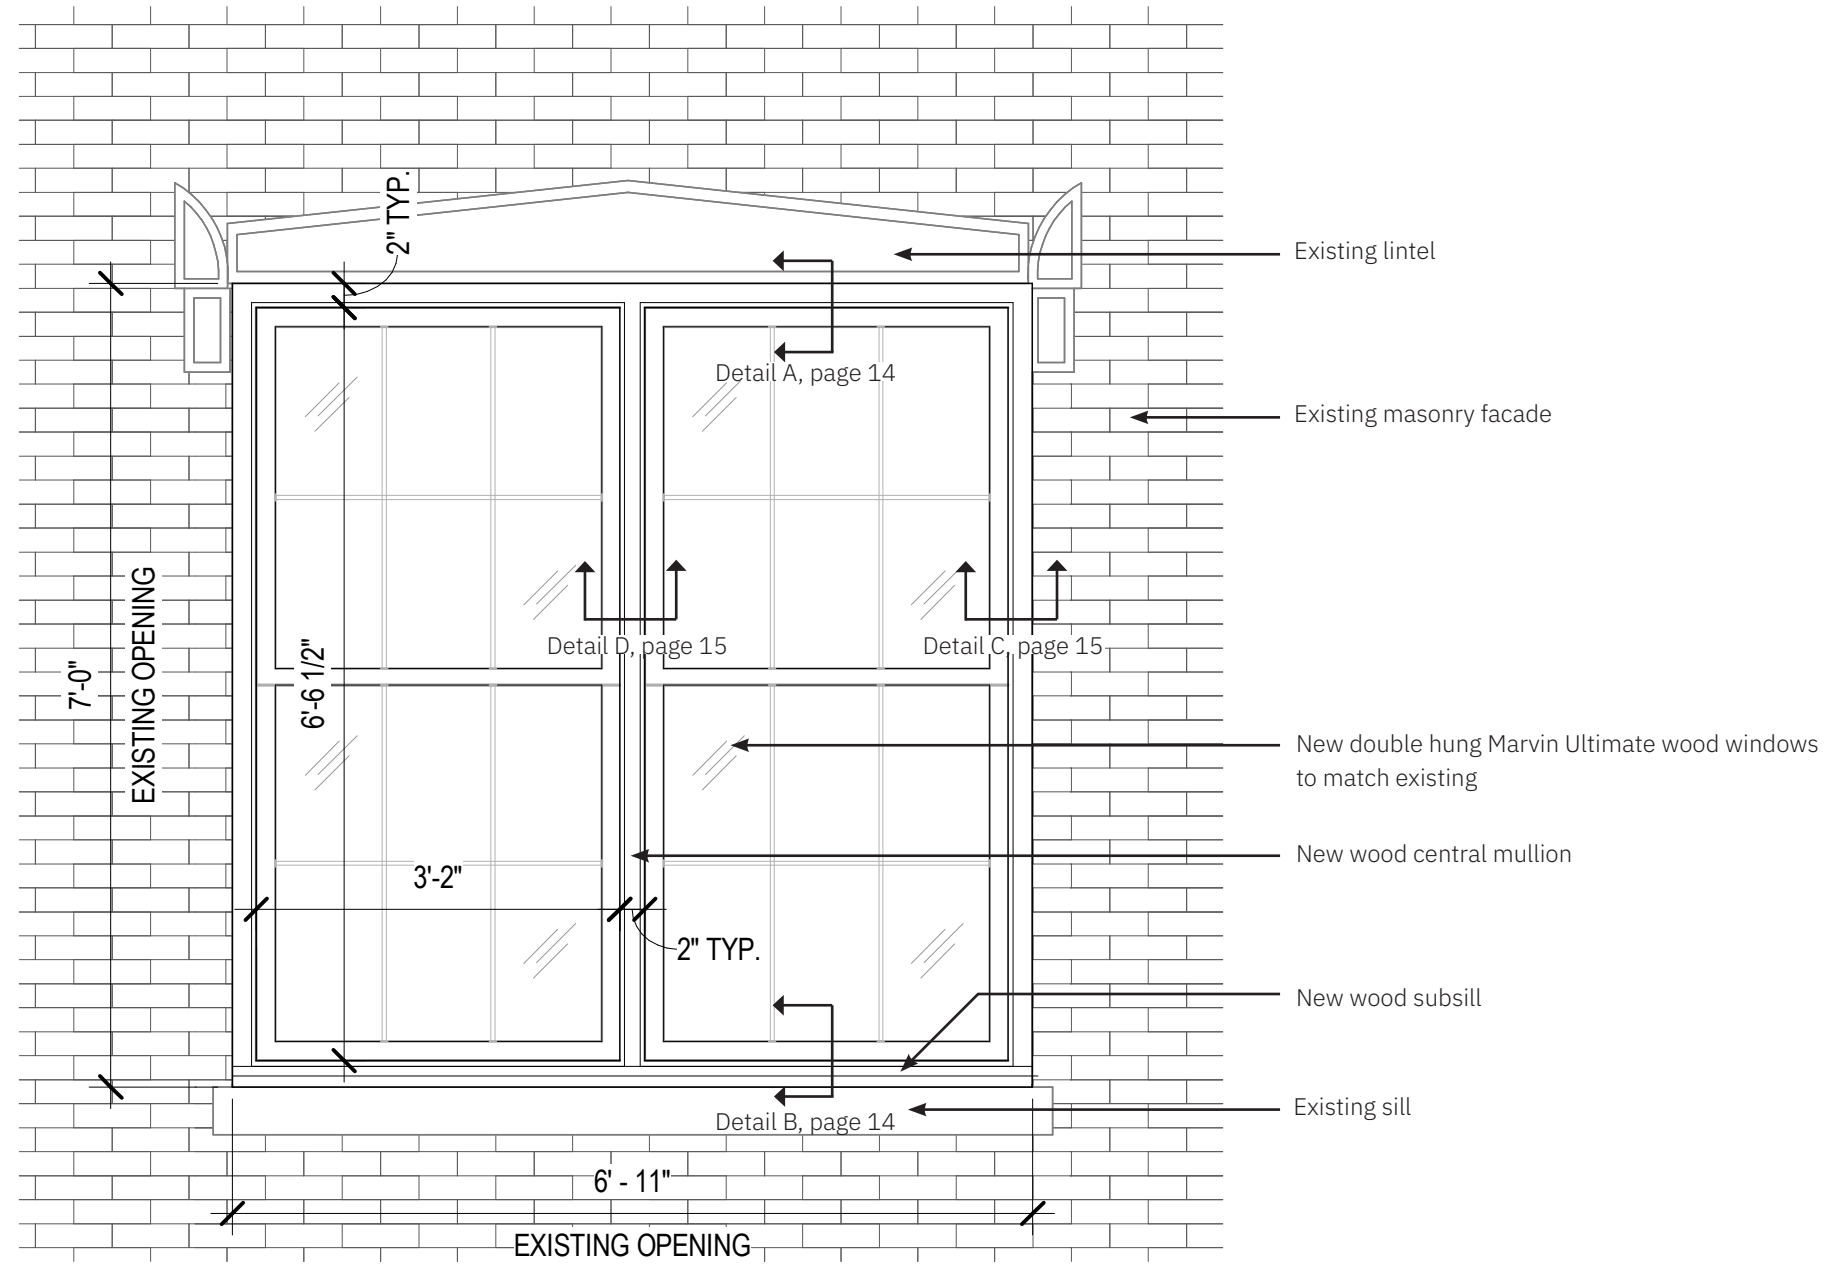 2" TYP.
Existing lintel
Detail A, page 14
Existing masonry facade
7'-0"
EXISTING OPENING
6'-6 1/2"
Detail D, page 15
Detail C, page 15
New double hung Marvin Ultimate wood windows
to match existing
New wood central mullion
3'-2"
2" TYP.
New wood subsill
Detail B, page 14
Existing sill
6' - 11"
EXISTING OPENING